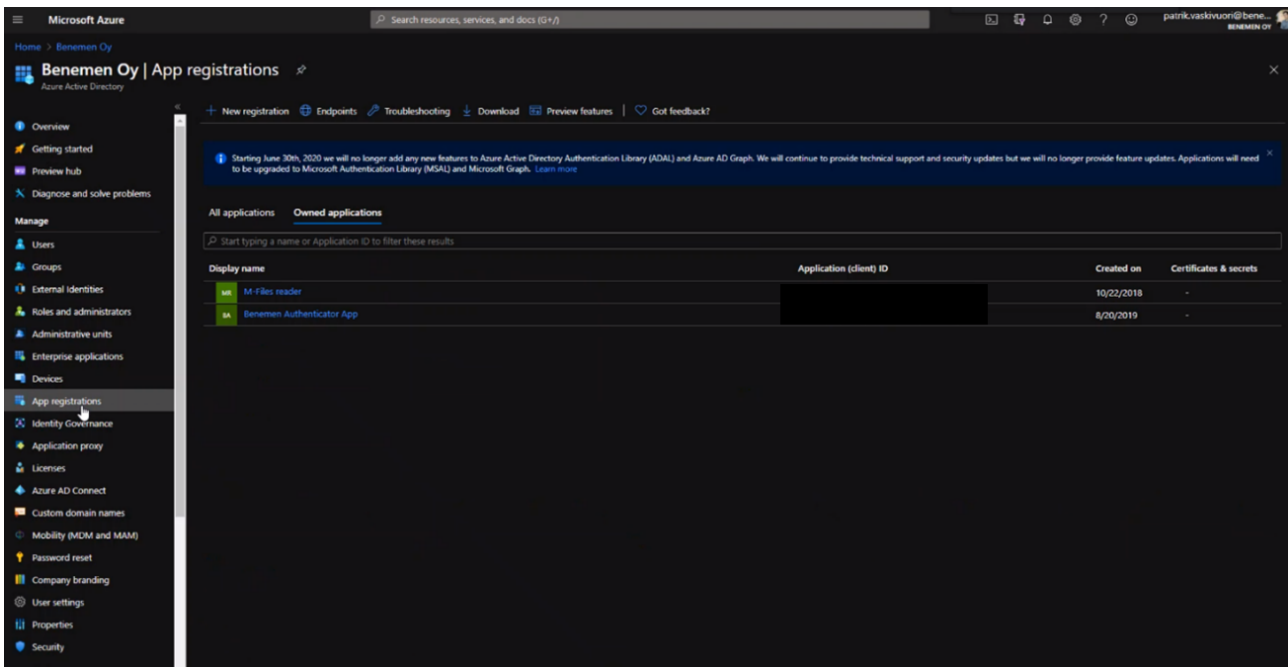 Microsoft Azure
Search resources, services, and docs (G+/)
patrik.vaskivuori@bene...
BENEMEN OY
Home > Benemen Oy
Benemen Oy | App registrations
Azure Active Directory
New registration Endpoints Troubleshooting Download Preview features Got feedback?
Overview
Getting started
Preview hub
Diagnose and solve problems
Manage
Users
Groups
External Identities
Roles and administrators
Administrative units
Enterprise applications
Devices
App registrations
Identity Governance
Application proxy
Licenses
Azure AD Connect
Custom domain names
Mobility (MDM and MAM)
Password reset
Company branding
User settings
Properties
Security
Starting June 30th, 2020 we will no longer add any new features to Azure Active Directory Authentication Library (ADAL) and Azure AD Graph. We will continue to provide technical support and security updates but we will no longer provide feature updates. Applications will need
to be upgraded to Microsoft Authentication Library (MSAL) and Microsoft Graph. Learn more
All applications Owned applications
Start typing a name or Application ID to filter these results
Display name Application (client) ID Created on Certificates & secrets
MR M-Files reader 10/22/2018 -
BA Benemen Authenticator App 8/20/2019 -